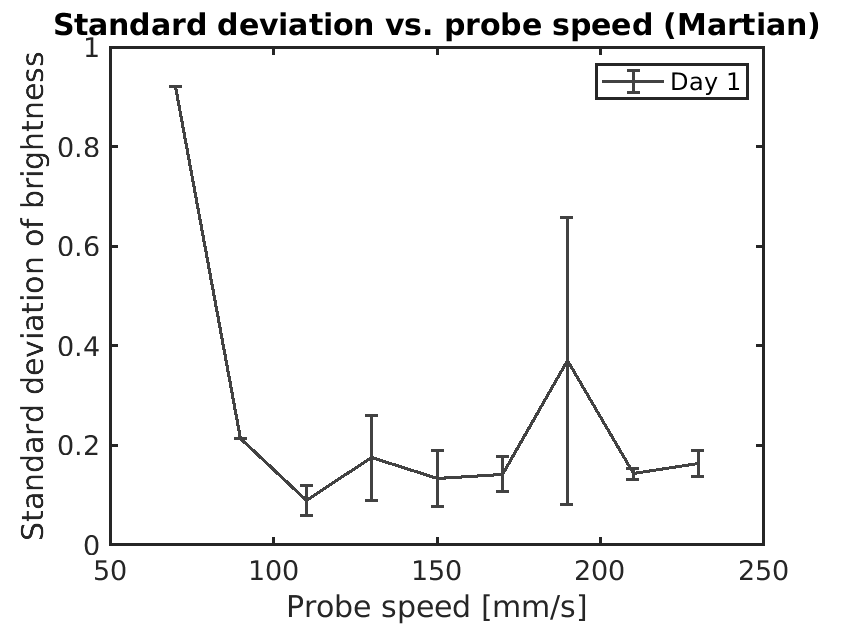 Standard deviation vs. probe speed (Martian)
Day 1
Standard deviation of brightness
1
0.8
0.6
0.4
0.2
0
50 100 150 200 250
Probe speed [mm/s]